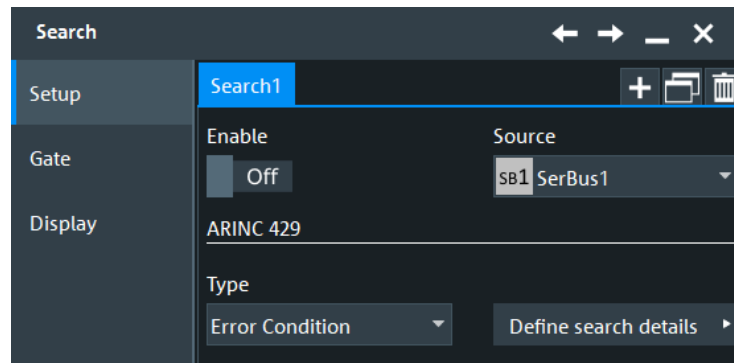 Search
Setup
Search1
Enable
Source
Gate
Off
SB1 SerBus1
Display
ARINC 429
Type
Error Condition
Define search details